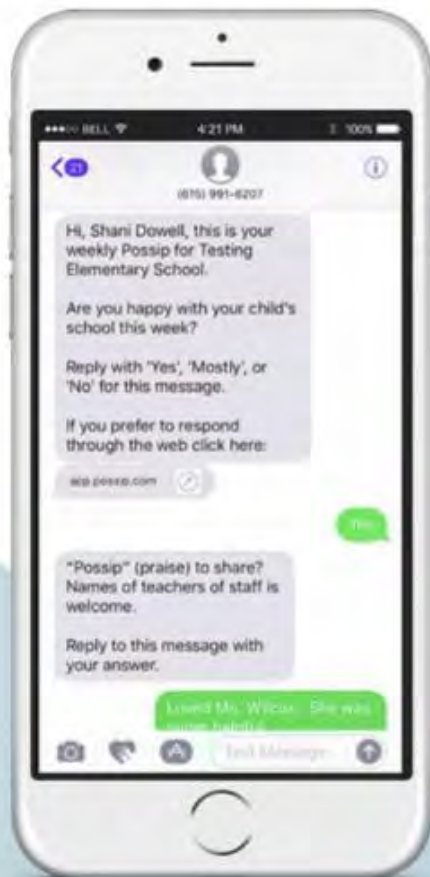 BELL 4:21 PM 100%
21
(615) 991-6207
Hi, Shani Dowell, this is your
weekly Possip for Testing
Elementary School.
Are you happy with your child's
school this week?
Reply with 'Yes', 'Mostly', or
'No' for this message.
If you prefer to respond
through the web click here:
app.possip.com
Yes
"Possip" (praise) to share?
Names of teachers of staff is
welcome.
Reply to this message with
your answer.
Loved Ms. Wilcox. She was
super helpful
Text Message